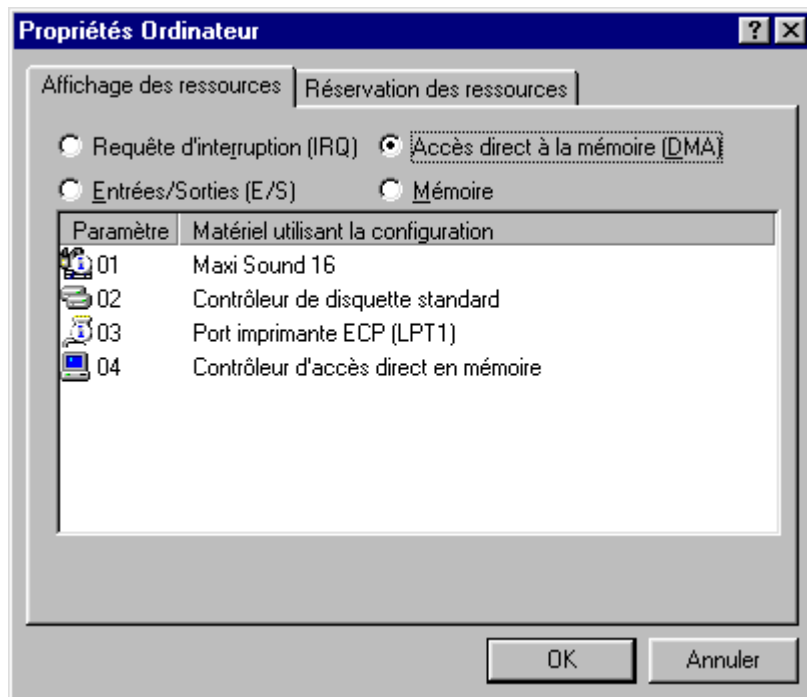 Propriétés Ordinateur
Affichage des ressources Réservation des ressources
Requête d'interruption (IRQ) Accès direct à la mémoire (DMA)
Entrées/Sorties (E/S) Mémoire
Paramètre Matériel utilisant la configuration
01 Maxi Sound 16
02 Contrôleur de disquette standard
03 Port imprimante ECP (LPT1)
04 Contrôleur d'accès direct en mémoire
OK Annuler